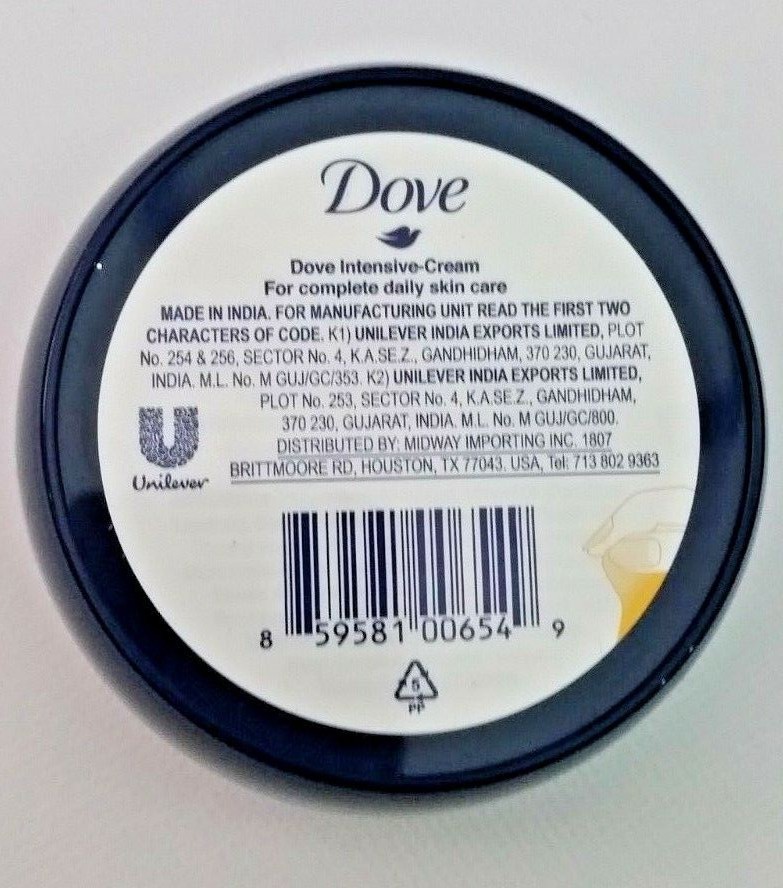 Dove
Dove Intensive-Cream
For complete daily skin care
MADE IN INDIA. FOR MANUFACTURING UNIT READ THE FIRST TWO
CHARACTERS OF CODE. K1) UNILEVER INDIA EXPORTS LIMITED, PLOT
No. 254 & 256, SECTOR No. 4, K.A.SE.Z., GANDHIDHAM, 370 230, GUJARAT,
INDIA. M.L. No. M GUJ/GC/353. K2) UNILEVER INDIA EXPORTS LIMITED,
PLOT No. 253, SECTOR No. 4, K.A.SE.Z., GANDHIDHAM,
370 230, GUJARAT, INDIA. M.L. No. M GUJ/GC/800.
DISTRIBUTED BY: MIDWAY IMPORTING INC. 1807
BRITTMOORE RD, HOUSTON, TX 77043. USA, Tel: 713 802 9363
Unilever
8 59581 00654 9
5
PP